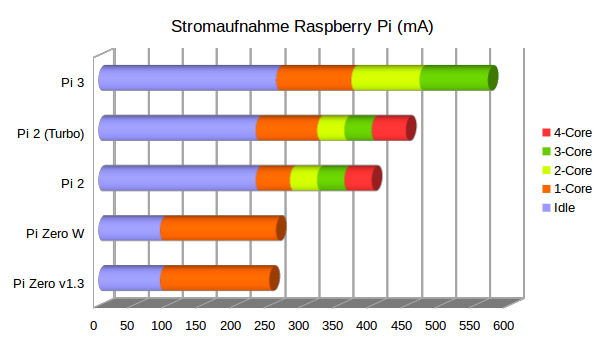 Stromaufnahme Raspberry Pi (mA)
Pi 3
Pi 2 (Turbo)
Pi 2
Pi Zero W
Pi Zero v1.3
0 50 100 150 200 250 300 350 400 450 500 550 600
4-Core
3-Core
2-Core
1-Core
Idle